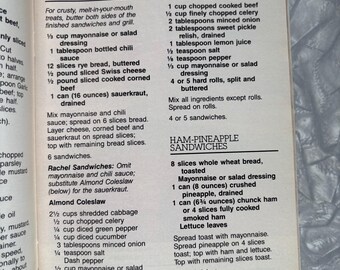 For crusty, melt-in-your-mouth
treats, butter both sides of the
finished sandwiches and grill.
⅓ cup mayonnaise or salad
dressing
1 tablespoon bottled chili
sauce
12 slices rye bread, buttered
½ pound sliced Swiss cheese
½ pound sliced cooked corned
beef
1 can (16 ounces) sauerkraut,
drained
Mix mayonnaise and chili
sauce; spread on 6 slices bread.
Layer cheese, corned beef and
sauerkraut on spread slices;
top with remaining bread slices.
6 sandwiches.
Rachel Sandwiches: Omit
mayonnaise and chili sauce;
substitute Almond Coleslaw
(below) for the sauerkraut.
Almond Coleslaw
2½ cups shredded cabbage
½ cup chopped celery
¼ cup diced green pepper
¼ cup diced cucumber
3 tablespoons minced onion
¼ teaspoon salt
Dash pepper
½ cup mayonnaise or salad
1 cup chopped cooked beef
½ cup finely chopped celery
2 tablespoons minced onion
2 tablespoons sweet pickle
relish, drained
1 tablespoon lemon juice
½ teaspoon salt
⅓ cup mayonnaise or salad
dressing
4 or 5 hard rolls, split and
buttered
Mix all ingredients except rolls.
Spread on rolls.
4 or 5 sandwiches.
HAM-PINEAPPLE
SANDWICHES
8 slices whole wheat bread,
toasted
Mayonnaise or salad dressing
1 can (8 ounces) crushed
pineapple, drained
1 can (6¾ ounces) chunk ham
or 4 slices fully cooked
smoked ham
Lettuce leaves
Spread toast with mayonnaise.
Spread pineapple on 4 slices
toast; top with ham and lettuce.
Top with remaining slices toast.